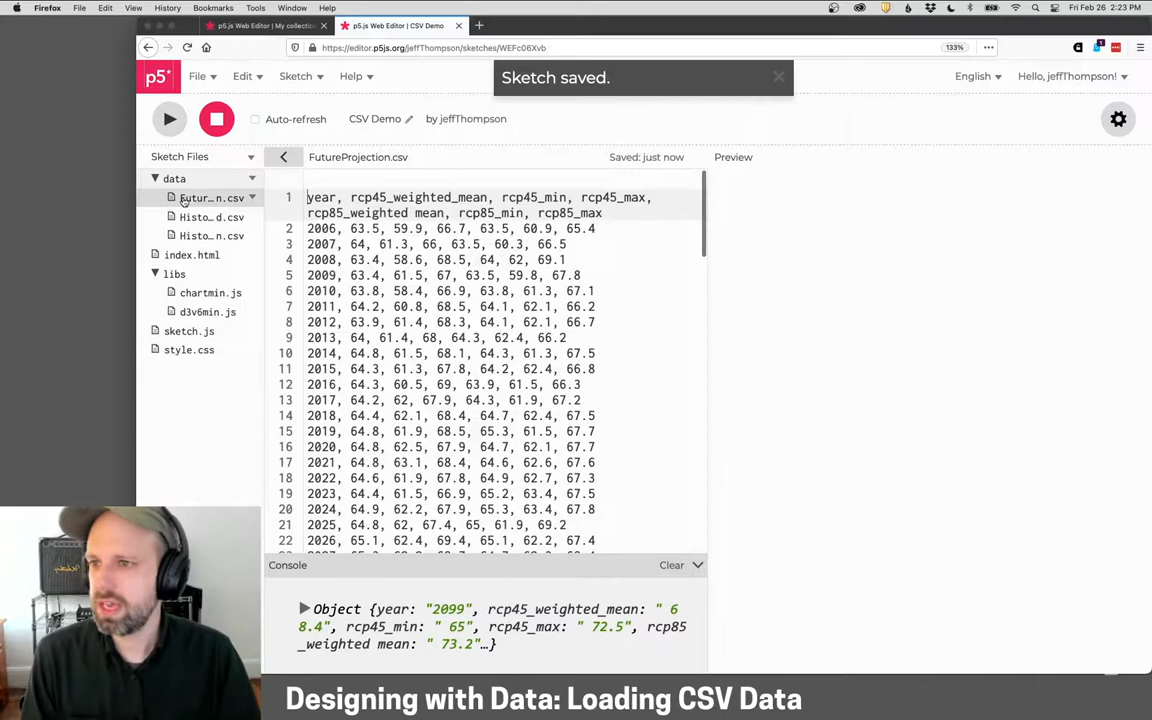 Firefox File Edit View History Bookmarks Tools Window Help Fri Feb 26 2:23 PM
p5.js Web Editor | My collection
p5.js Web Editor | CSV Demo
https://editor.p5js.org/jeffThompson/sketches/WEFc06Xvb 133%
p5* File Edit Sketch Help English Hello, jeffThompson!
Sketch saved.
Auto-refresh CSV Demo by jeffThompson
Sketch Files FutureProjection.csv Saved: just now Preview
data
Futur...n.csv
Histo...d.csv
Histo...n.csv
index.html
libs
chartmin.js
d3v6min.js
sketch.js
style.css
1 year, rcp45_weighted_mean, rcp45_min, rcp45_max,
rcp85_weighted mean, rcp85_min, rcp85_max
2 2006, 63.5, 59.9, 66.7, 63.5, 60.9, 65.4
3 2007, 64, 61.3, 66, 63.5, 60.3, 66.5
4 2008, 63.4, 58.6, 68.5, 64, 62, 69.1
5 2009, 63.4, 61.5, 67, 63.5, 59.8, 67.8
6 2010, 63.8, 58.4, 66.9, 63.8, 61.3, 67.1
7 2011, 64.2, 60.8, 68.5, 64.1, 62.1, 66.2
8 2012, 63.9, 61.4, 68.3, 64.1, 62.1, 66.7
9 2013, 64, 61.4, 68, 64.3, 62.4, 66.2
10 2014, 64.8, 61.5, 68.1, 64.3, 61.3, 67.5
11 2015, 64.3, 61.3, 67.8, 64.2, 62.4, 66.8
12 2016, 64.3, 60.5, 69, 63.9, 61.5, 66.3
13 2017, 64.2, 62, 67.9, 64.3, 61.9, 67.2
14 2018, 64.4, 62.1, 68.4, 64.7, 62.4, 67.5
15 2019, 64.8, 61.9, 68.5, 65.3, 61.5, 67.7
16 2020, 64.8, 62.5, 67.9, 64.7, 62.1, 67.7
17 2021, 64.8, 63.1, 68.4, 64.6, 62.6, 67.6
18 2022, 64.6, 61.9, 67.8, 64.9, 62.7, 67.3
19 2023, 64.4, 61.5, 66.9, 65.2, 63.4, 67.5
20 2024, 64.9, 62.2, 67.9, 65.3, 63.4, 67.8
21 2025, 64.8, 62, 67.4, 65, 61.9, 69.2
22 2026, 65.1, 62.4, 69.4, 65.1, 62.2, 67.4
Console Clear
Object {year: "2099", rcp45_weighted_mean: " 6
8.4", rcp45_min: " 65", rcp45_max: " 72.5", rcp85
_weighted mean: " 73.2"…}
Designing with Data: Loading CSV Data